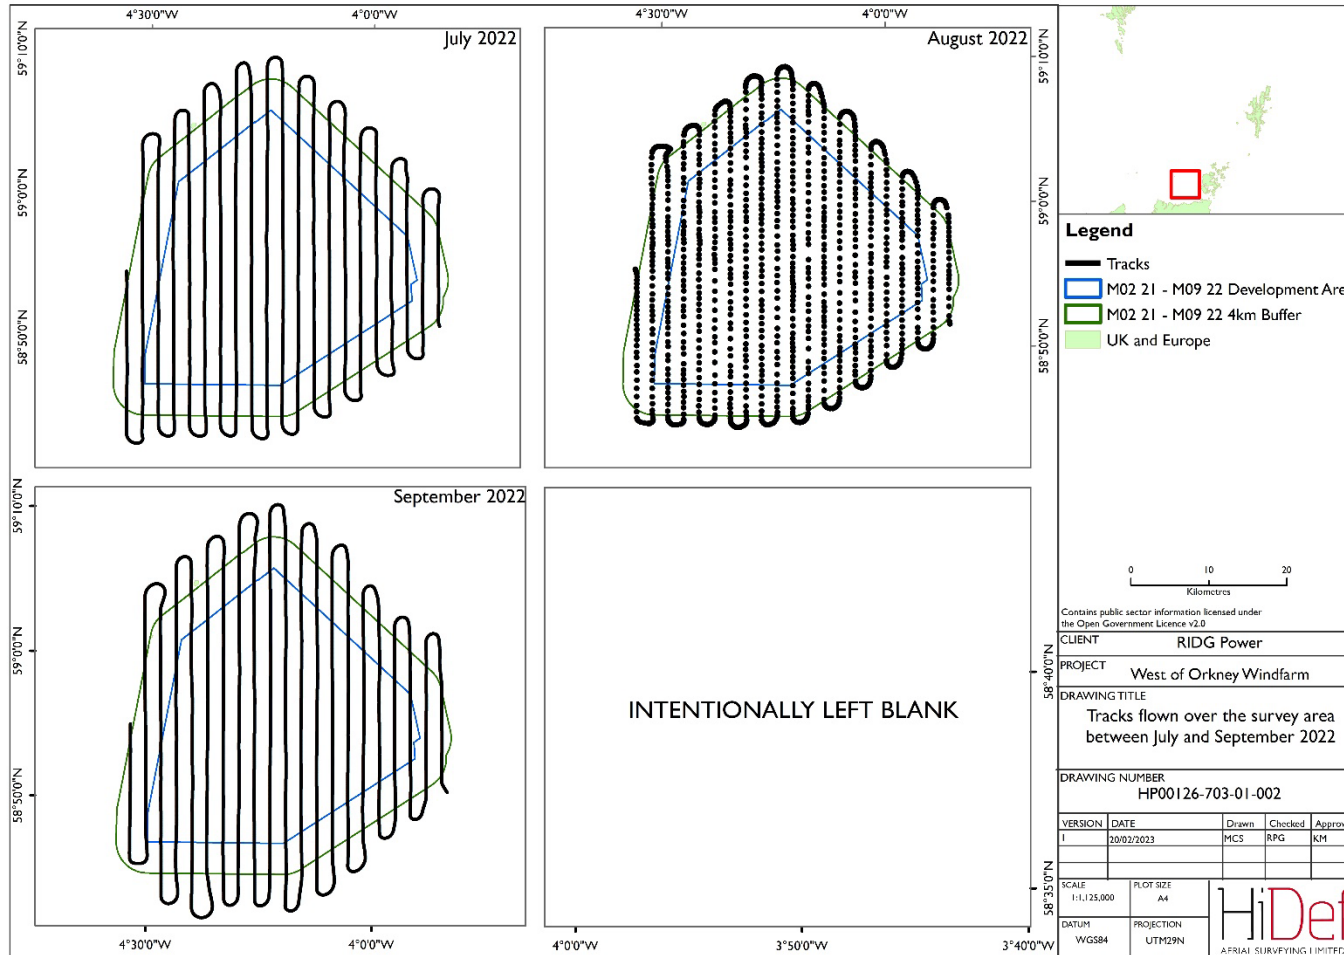 4°30'0"W
4°0'0"W
4°30'0"W
4°0'0"W
July 2022
August 2022
59°10'0"N
59°0'0"N
58°50'0"N
59°10'0"N
59°0'0"N
58°50'0"N
Legend
Tracks
M02 21 - M09 22 Development Are
M02 21 - M09 22 4km Buffer
UK and Europe
September 2022
59°10'0"N
59°0'0"N
58°50'0"N
INTENTIONALLY LEFT BLANK
58°40'0"N
58°35'0"N
4°30'0"W
4°0'0"W
4°0'0"W
3°50'0"W
3°40'0"W
0 10 20
Kilometres
Contains public sector information licensed under
the Open Government Licence v2.0
CLIENT
RIDG Power
PROJECT
West of Orkney Windfarm
DRAWING TITLE
Tracks flown over the survey area
between July and September 2022
DRAWING NUMBER
HP00126-703-01-002
VERSION DATE Drawn Checked Approv
1 20/02/2023 MCS RPG KM
SCALE
1:1,125,000
PLOT SIZE
A4
DATUM
WGS84
PROJECTION
UTM29N
HiDef
AERIAL SURVEYING LIMITED